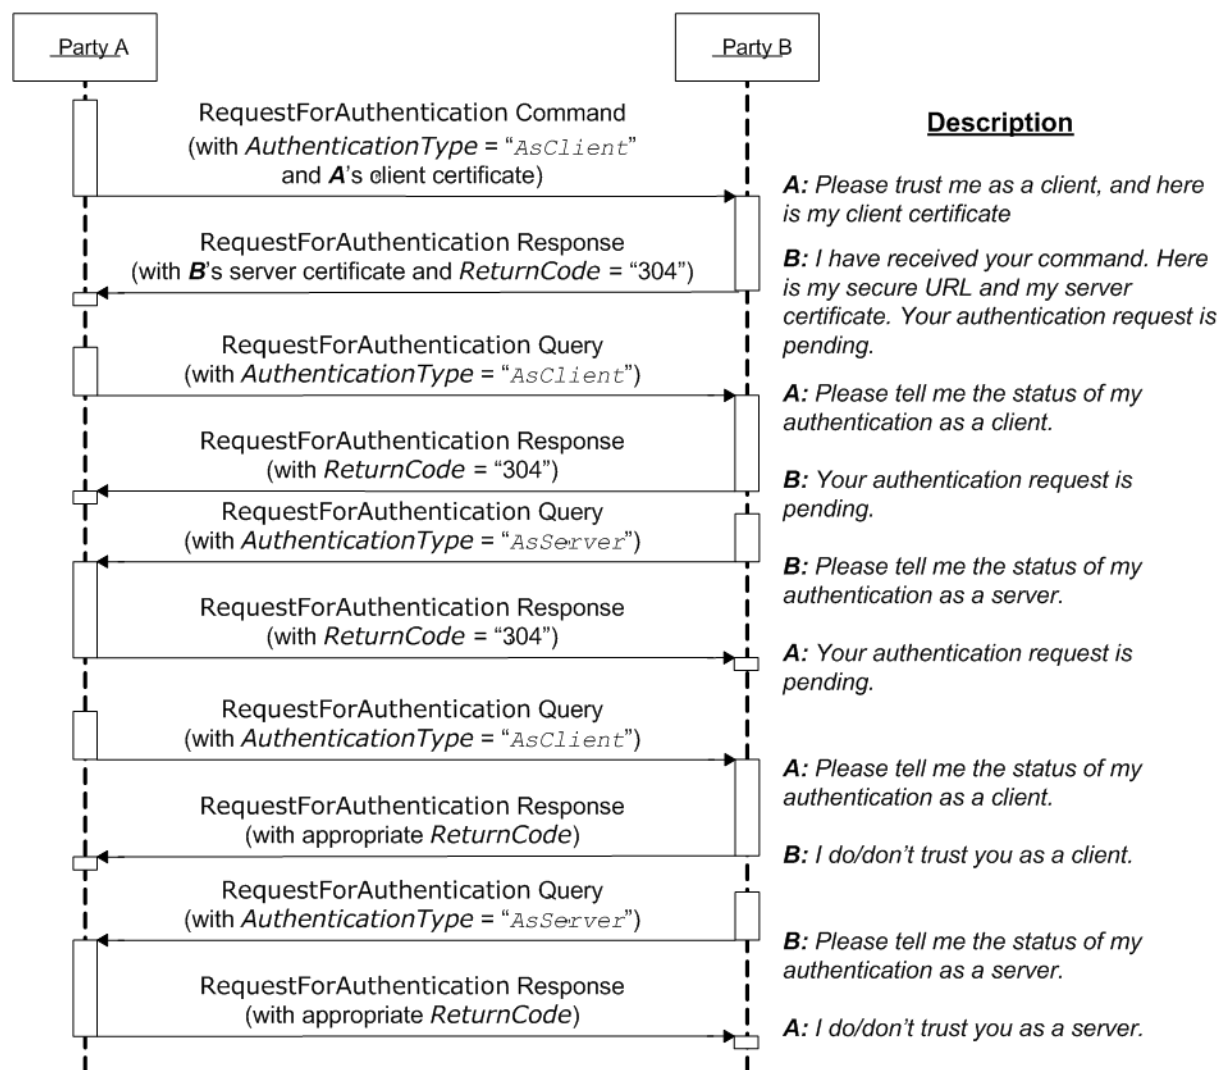 Party A
Party B
RequestForAuthentication Command
(with AuthenticationType = “AsClient”
and A’s client certificate)
RequestForAuthentication Response
(with B’s server certificate and ReturnCode = “304”)
RequestForAuthentication Query
(with AuthenticationType = “AsClient”)
RequestForAuthentication Response
(with ReturnCode = “304”)
RequestForAuthentication Query
(with AuthenticationType = “AsServer”)
RequestForAuthentication Response
(with ReturnCode = “304”)
RequestForAuthentication Query
(with AuthenticationType = “AsClient”)
RequestForAuthentication Response
(with appropriate ReturnCode)
RequestForAuthentication Query
(with AuthenticationType = “AsServer”)
RequestForAuthentication Response
(with appropriate ReturnCode)
Description
A: Please trust me as a client, and here
is my client certificate
B: I have received your command. Here
is my secure URL and my server
certificate. Your authentication request is
pending.
A: Please tell me the status of my
authentication as a client.
B: Your authentication request is
pending.
B: Please tell me the status of my
authentication as a server.
A: Your authentication request is
pending.
A: Please tell me the status of my
authentication as a client.
B: I do/don’t trust you as a client.
B: Please tell me the status of my
authentication as a server.
A: I do/don’t trust you as a server.